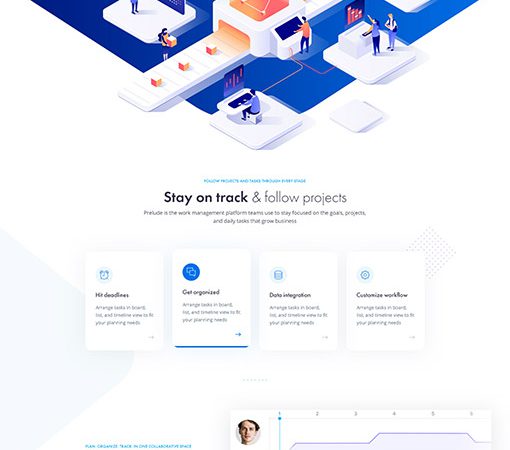 FOLLOW PROJECTS AND TASKS THROUGH EVERY STAGE
Stay on track & follow projects
Prelude is the work management platform teams use to stay focused on the goals, projects,
and daily tasks that grow business
Hit deadlines
Arrange tasks in board,
list, and timeline view to fit
your planning needs
Get organized
Arrange tasks in board,
list, and timeline view to fit
your planning needs
Data integration
Arrange tasks in board,
list, and timeline view to fit
your planning needs
Customize workflow
Arrange tasks in board,
list, and timeline view to fit
your planning needs
1 2 3 4 5 6
PLAN, ORGANIZE, TRACK, IN ONE COLLABORATIVE SPACE